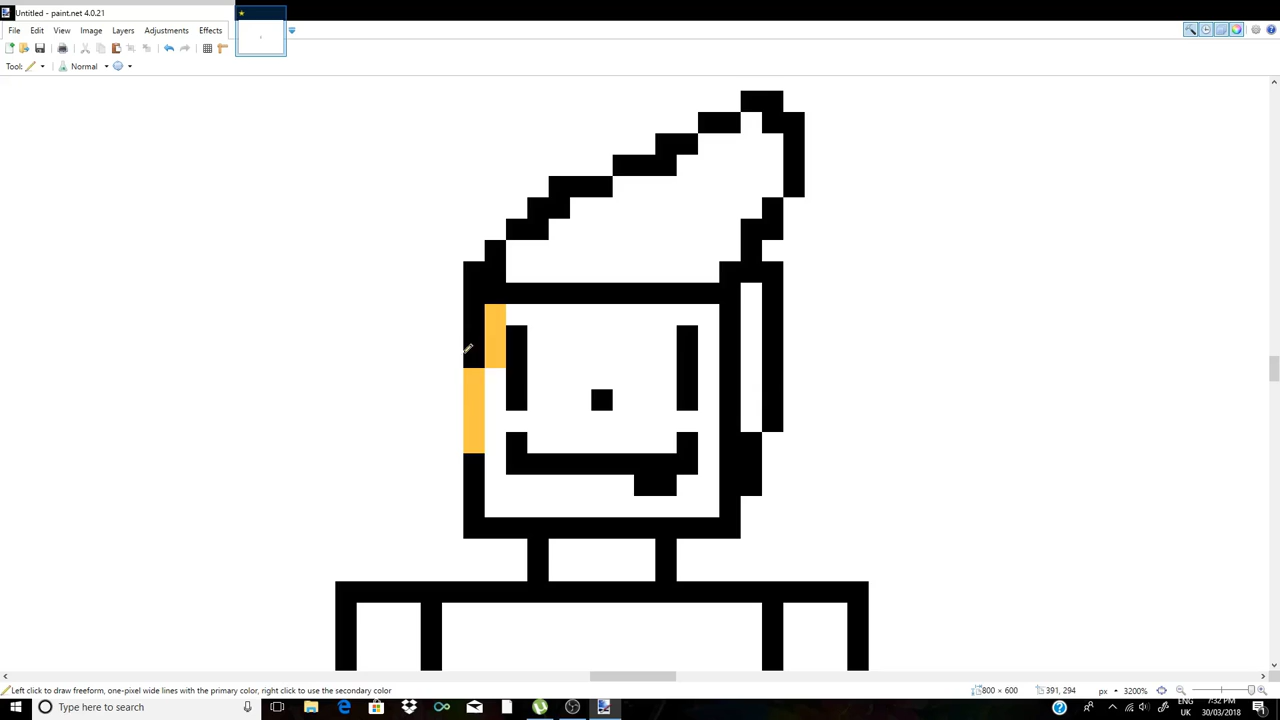 Untitled - paint.net 4.0.21
File Edit View Image Layers Adjustments Effects
Tool: Normal
Left click to draw freeform, one-pixel wide lines with the primary color, right click to use the secondary color
800 × 600 391, 294 px 3200%
Type here to search
ENG 7:32 PM
UK 30/03/2018